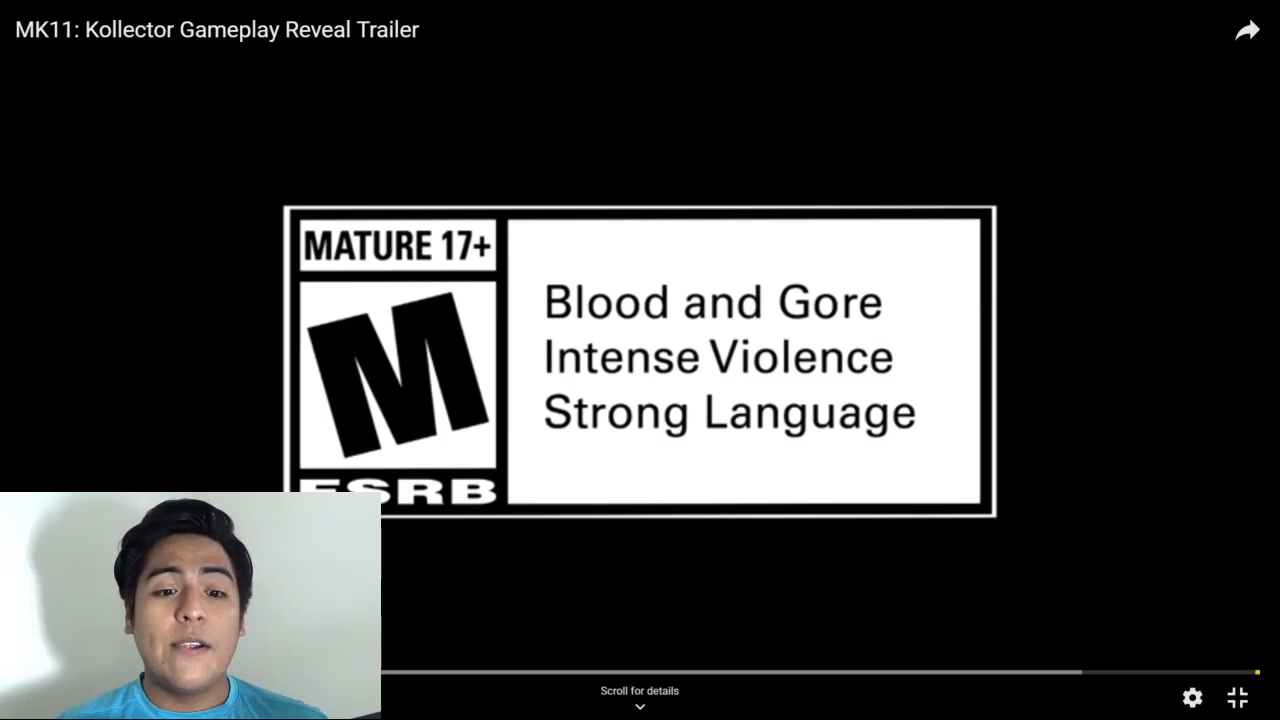 MK11: Kollector Gameplay Reveal Trailer
MATURE 17+
M
ESRB
Blood and Gore
Intense Violence
Strong Language
Scroll for details